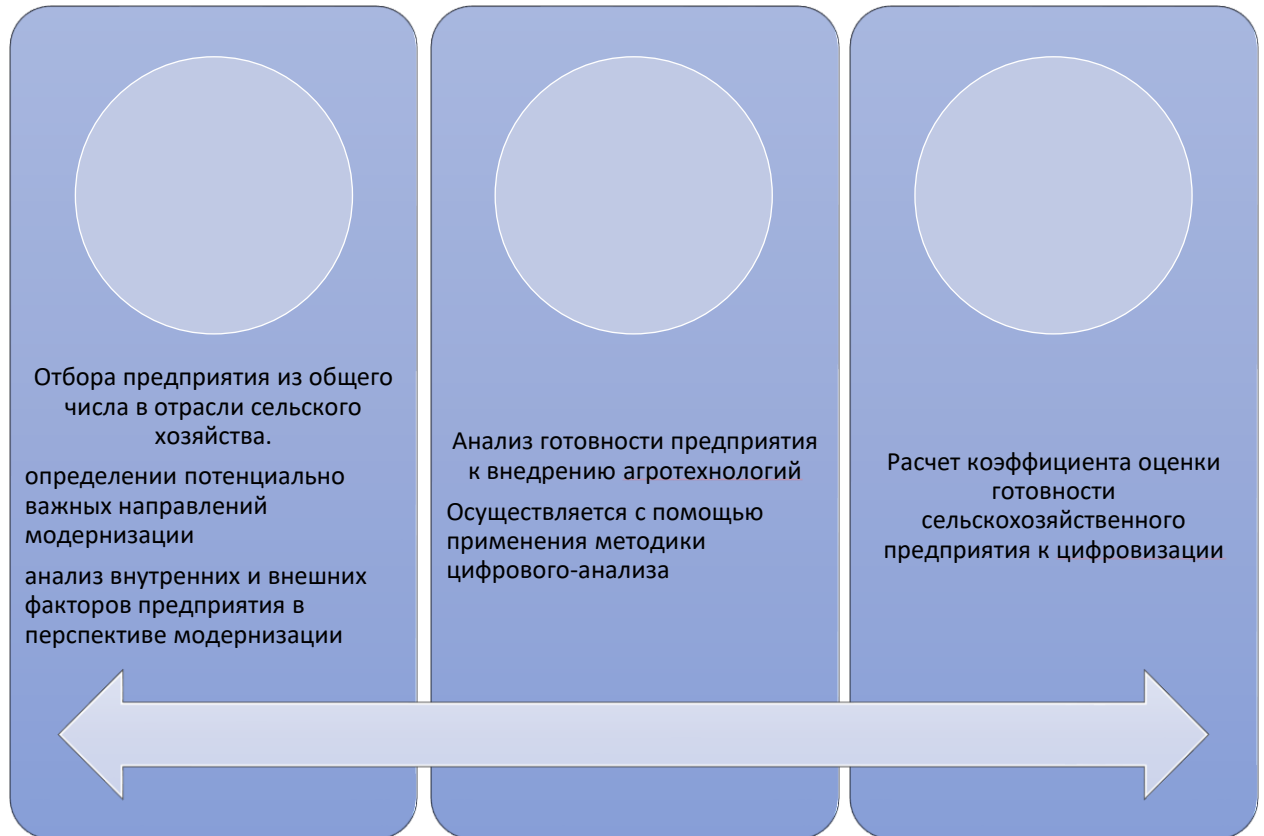 Отбора предприятия из общего
числа в отрасли сельского
хозяйства.
определении потенциально
важных направлений
модернизации
анализ внутренних и внешних
факторов предприятия в
перспективе модернизации
Анализ готовности предприятия
к внедрению агротехнологий
Осуществляется с помощью
применения методики
цифрового-анализа
Расчет коэффициента оценки
готовности
сельскохозяйственного
предприятия к цифровизации